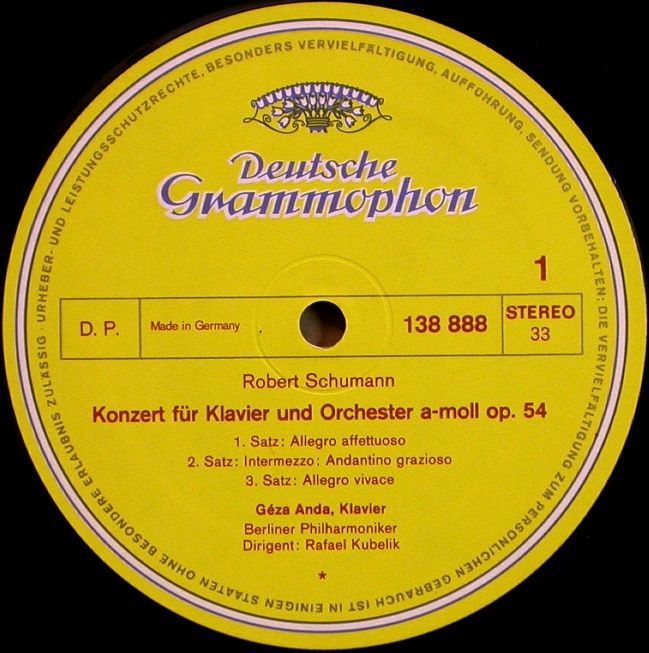 Deutsche
Grammophon
1
D. P.
Made in Germany
138 888
STEREO
33
Robert Schumann
Konzert für Klavier und Orchester a-moll op. 54
1. Satz: Allegro affettuoso
2. Satz: Intermezzo: Andantino grazioso
3. Satz: Allegro vivace
Géza Anda, Klavier
Berliner Philharmoniker
Dirigent: Rafael Kubelik
*
URHEBER- UND LEISTUNGSSCHUTZRECHTE, BESONDERS VERVIELFÄLTIGUNG, AUFFÜHRUNG, SENDUNG VORBEHALTEN; DIE VERVIELFÄLTIGUNG ZUM PERSÖNLICHEN GEBRAUCH IST IN EINIGEN STAATEN OHNE BESONDERE ERLAUBNIS ZULÄSSIG ·